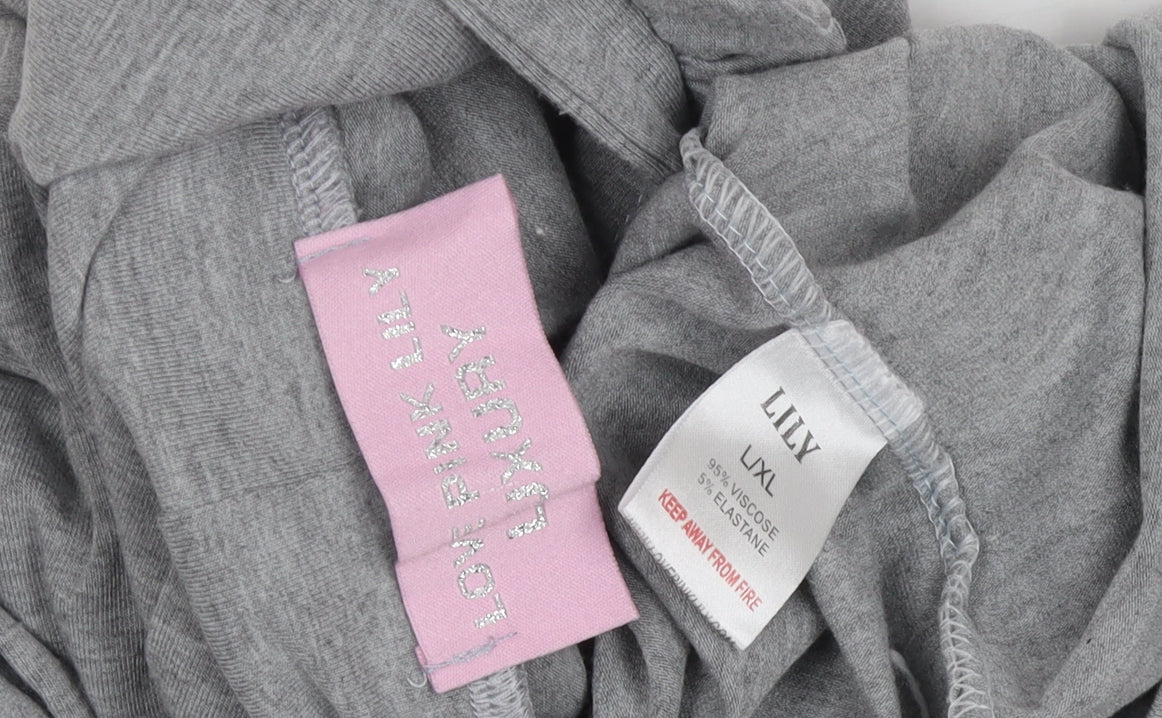 LOVE PINK LILY
LUXURY
LILY
L/XL
95% VISCOSE
5% ELASTANE
KEEP AWAY FROM FIRE